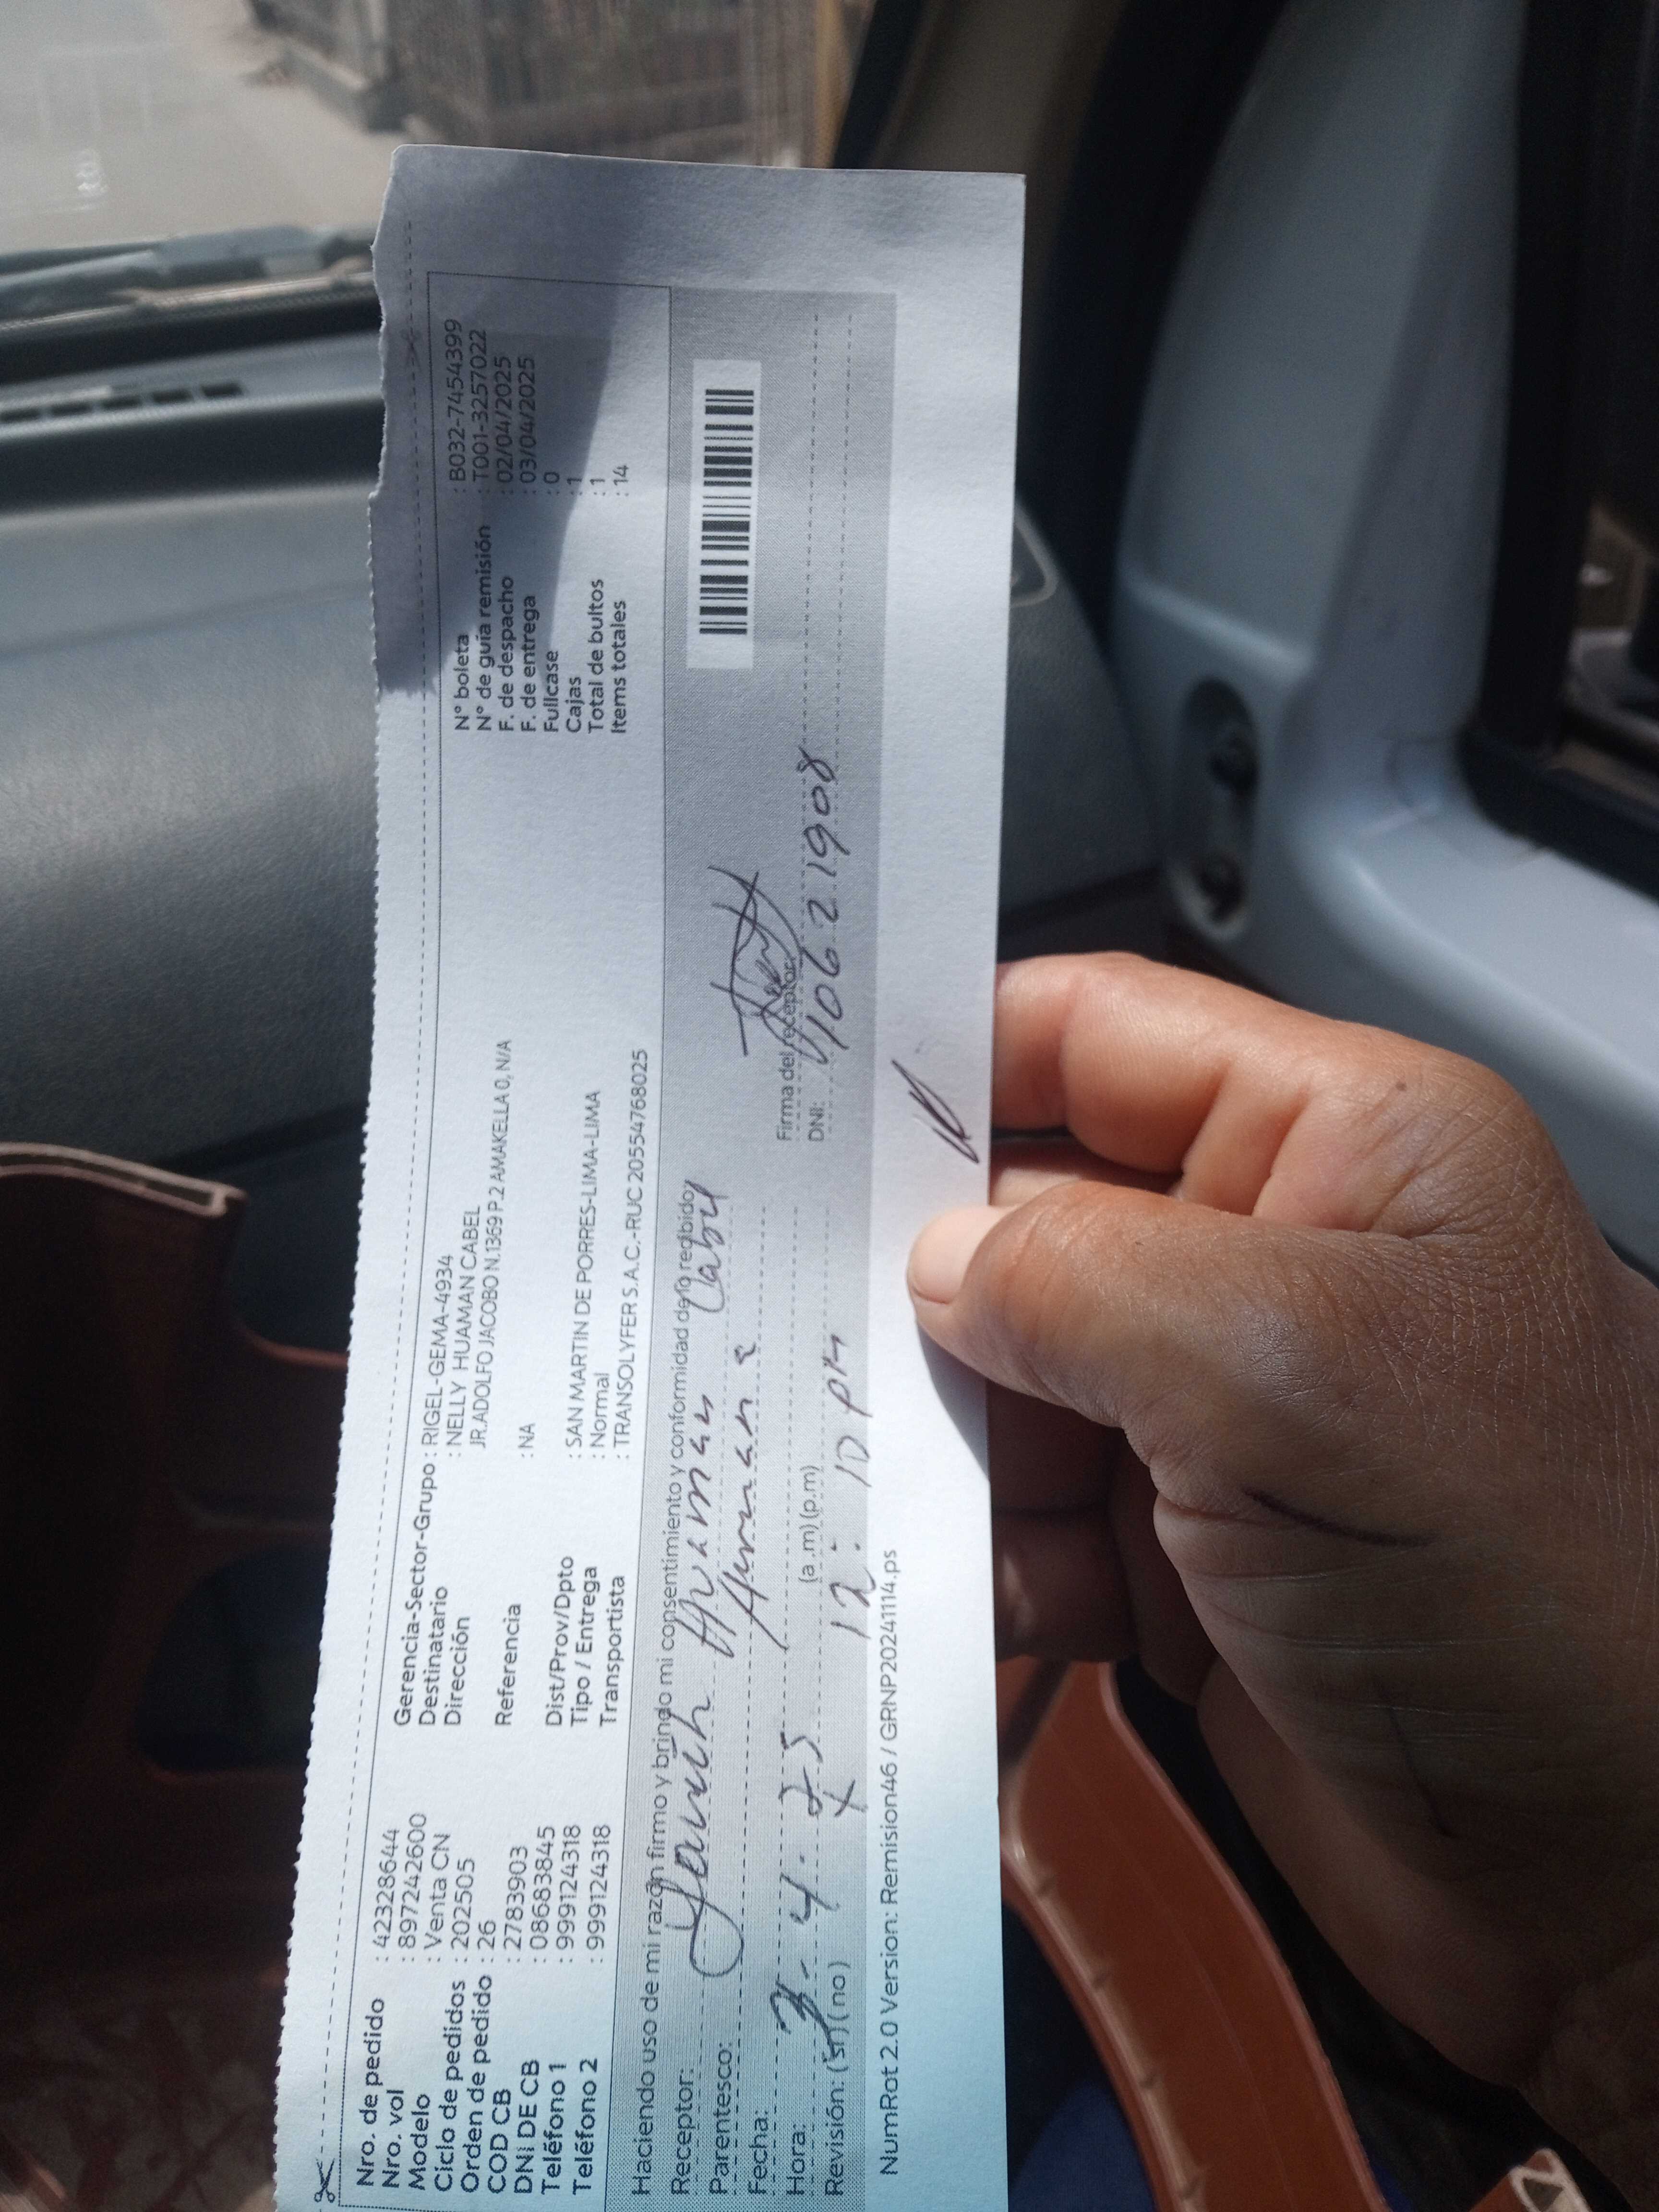 Nro. de pedido : 423328644
Nro. vol : 897242600
Modelo : Venta CN
Ciclo de pedidos : 202505
Orden de pedido : 26
COD CB : 2783903
DNI DE CB : 086838845
Teléfono 1 : 999124318
Teléfono 2 : 999124318
Gerencia-Sector-Grupo : RIGEL-GEMA-4934
Destinatario : NELLY HUAMAN CABEL
Dirección JR.ADOLFO JACOBO N.1369 P.2 AMAKELLA 0, N/A
Referencia : NA
Dist/Prov/Dpto : SAN MARTIN DE PORRES-LIMA-LIMA
Tipo / Entrega : Normal
Transportista : TRANSOLYFER S.A.C.-RUC 20554768025
N° boleta : B032-7454399
N° de guía remisión : T001-3257022
F. de despacho : 02/04/2025
F. de entrega : 03/04/2025
Fullcase : 0
Cajas : 1
Total de bultos : 1
Items totales : 14
Haciendo uso de mi razón firmo y brindo mi consentimiento y conformidad de lo recibido
Receptor: Huaman Cabel
Parentesco: Hermana
Fecha: 3-4-25
Firma del receptor
Hora: (a.m) (p.m) 12:10 PM
DNI: 10621908
Revisión: (si) (no) X
NumRot 2.0 Version: Remision46 / GRNP20241114.ps